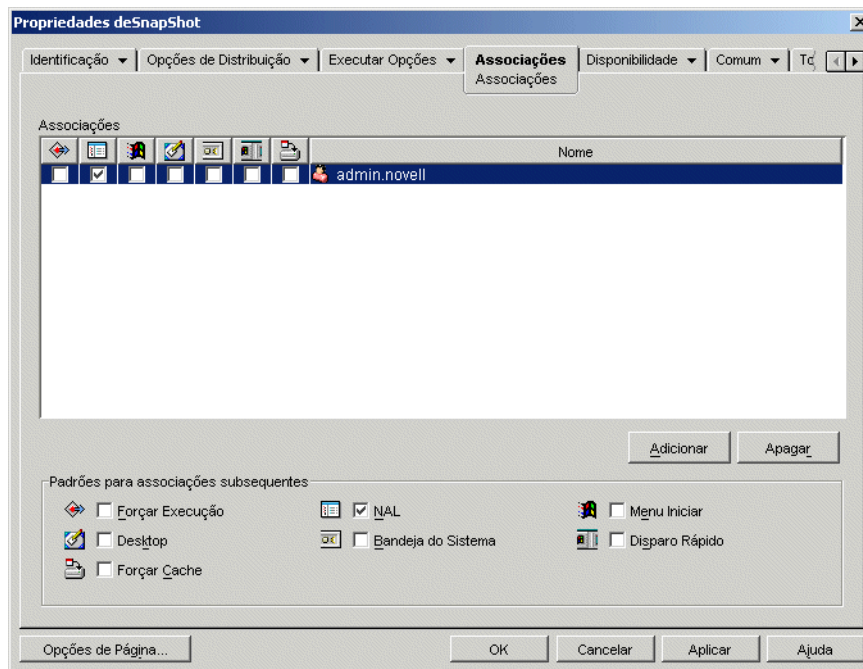 Propriedades deSnapShot
Identificação Opções de Distribuição Executar Opções Associações Disponibilidade Comum
Associações
Associações
Nome
admin.novell
Adicionar Apagar
Padrões para associações subsequentes
Forçar Execução NAL Menu Iniciar
Desktop Bandeja do Sistema Disparo Rápido
Forçar Cache
Opções de Página... OK Cancelar Aplicar Ajuda